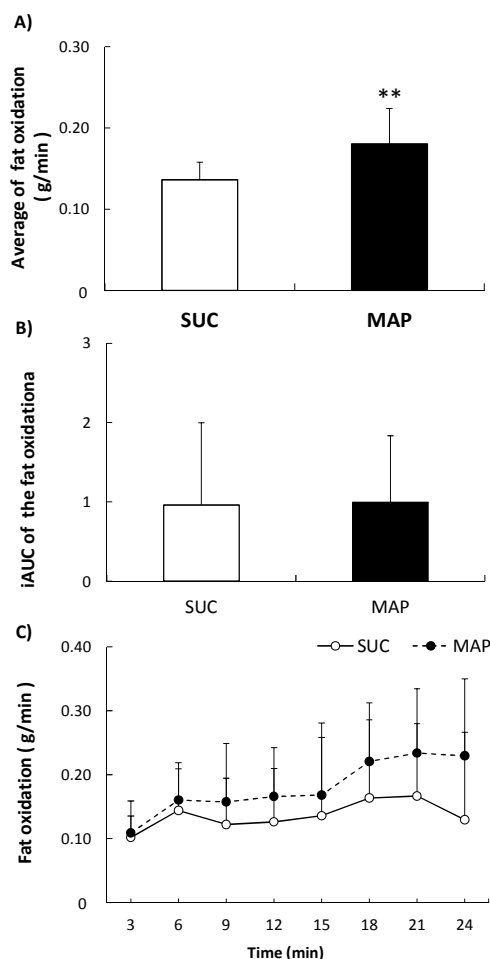 A)
Average of fat oxidation
( g/min )
0.30
0.20
0.10
0
**
SUC MAP
B)
iAUC of the fat oxidationa
3
2
1
0
SUC MAP
C)
SUC MAP
Fat oxidation ( g/min )
0.40
0.30
0.20
0.10
0
3 6 9 12 15 18 21 24
Time (min)